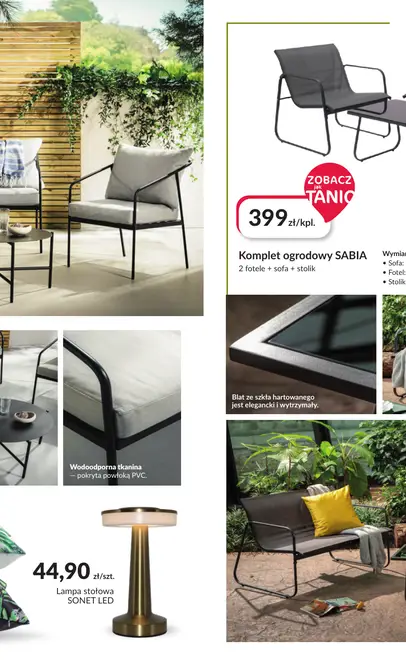 ZOBACZ
jak
TANIO
399 zł/kpl.
Komplet ogrodowy SABIA
2 fotele + sofa + stolik
• Sofa:
• Fotel:
• Stolik
Blat ze szkła hartowanego
jest elegancki i wytrzymały.
Wodoodporna tkanina
— pokryta powłoką PVC.
44,90 zł/szt.
Lampa stołowa
SONET LED